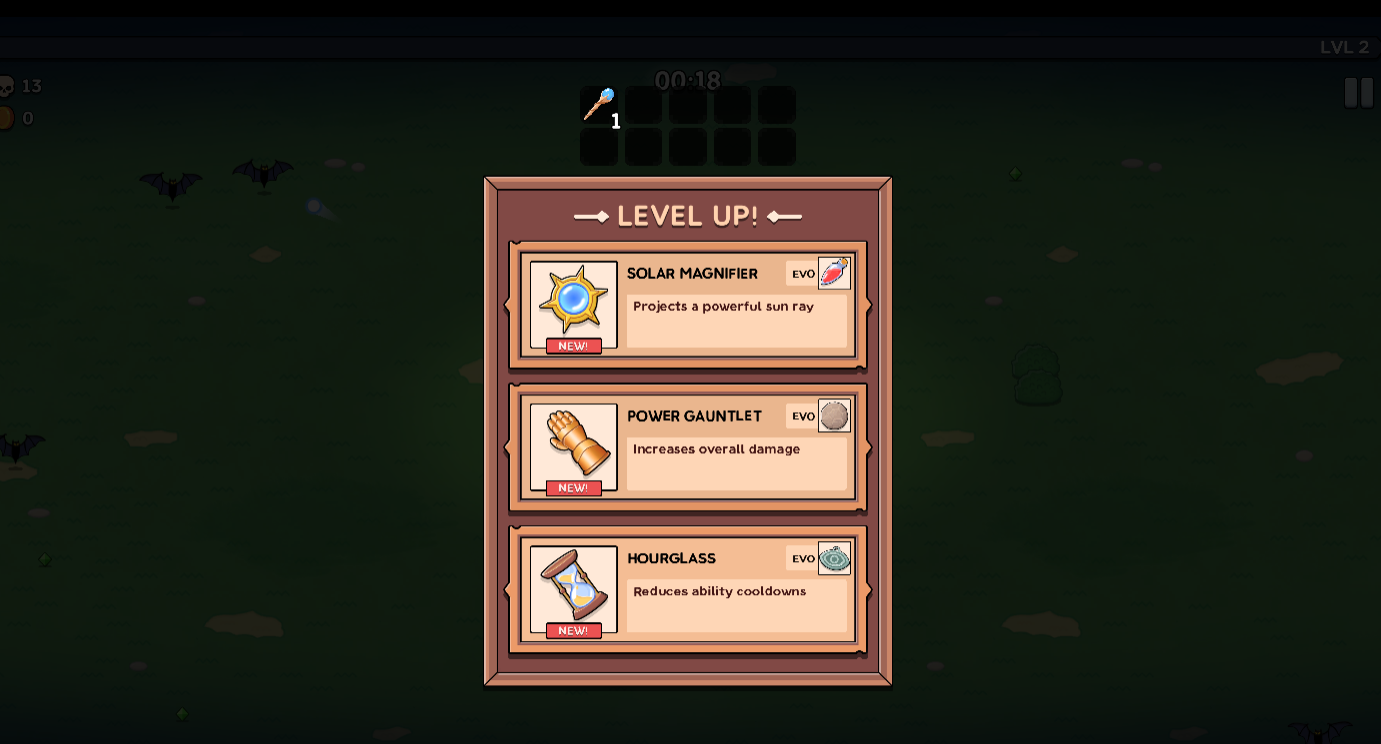 LVL 2
13
00:18
0
1
LEVEL UP!
SOLAR MAGNIFIER
EVO
Projects a powerful sun ray
NEW!
POWER GAUNTLET
EVO
Increases overall damage
NEW!
HOURGLASS
EVO
Reduces ability cooldowns
NEW!